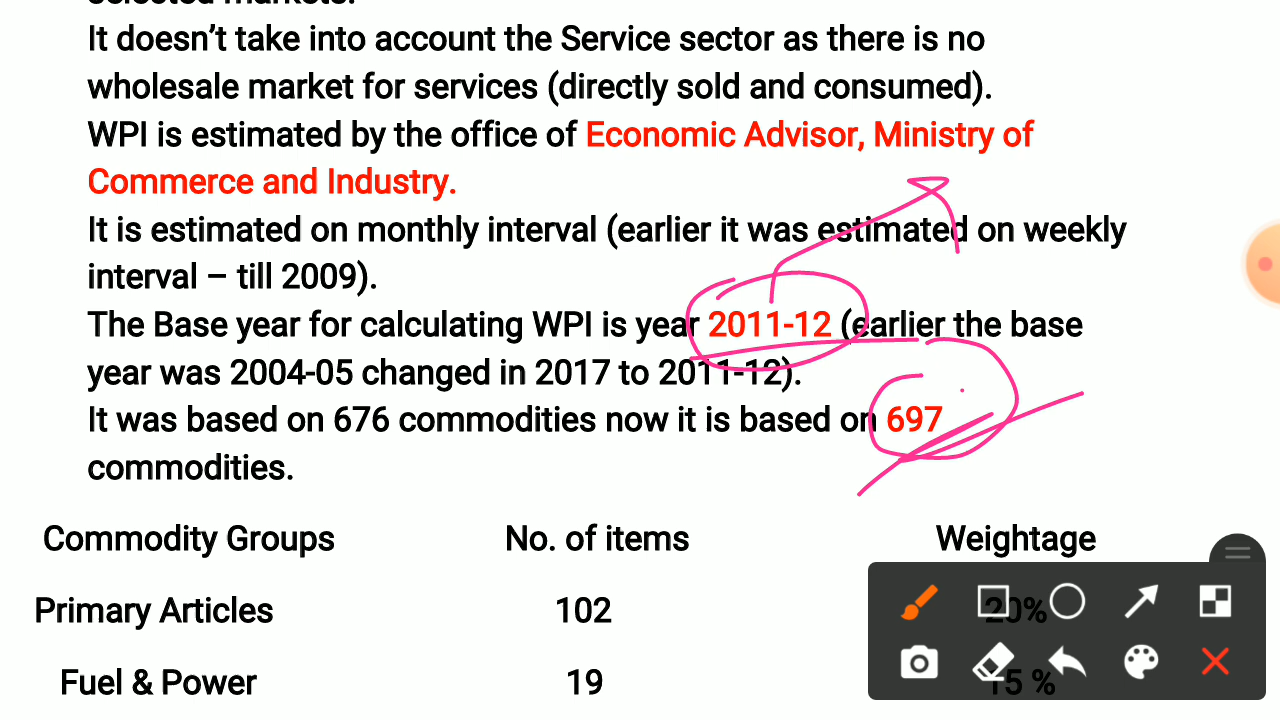 selected markets.
It doesn't take into account the Service sector as there is no
wholesale market for services (directly sold and consumed).
WPI is estimated by the office of Economic Advisor, Ministry of
Commerce and Industry.
It is estimated on monthly interval (earlier it was estimated on weekly
interval – till 2009).
The Base year for calculating WPI is year 2011-12 (earlier the base
year was 2004-05 changed in 2017 to 2011-12).
It was based on 676 commodities now it is based on 697
commodities.
Commodity Groups No. of items Weightage
Primary Articles 102 20%
Fuel & Power 19 15 %